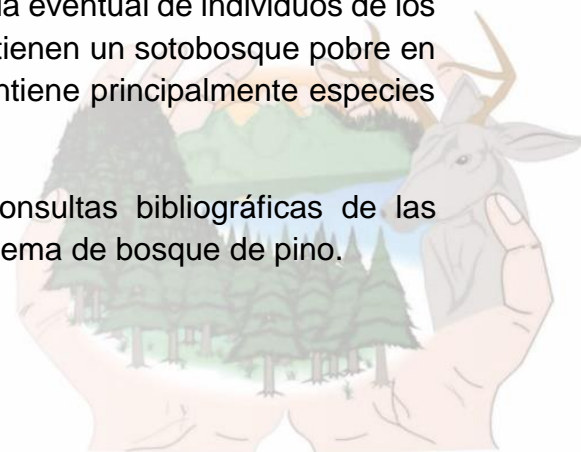 la eventual de individuos de los
tienen un sotobosque pobre en
ntiene principalmente especies
onsultas bibliográficas de las
ema de bosque de pino.